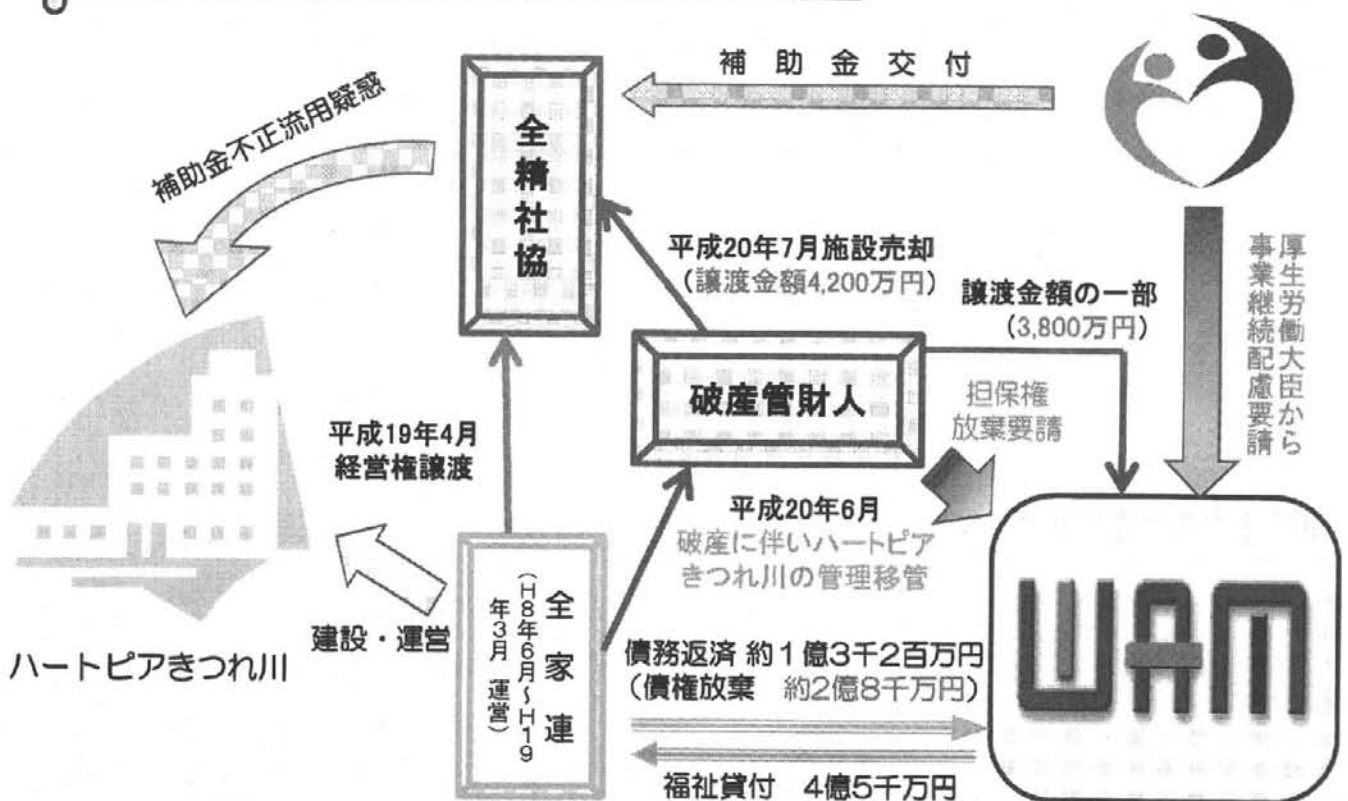 補助金交付
補助金不正流用疑惑
全精社協
平成20年7月施設売却
（譲渡金額4,200万円）
譲渡金額の一部
（3,800万円）
厚生労働大臣から
事業継続配慮要請
破産管財人
担保権
放棄要請
平成19年4月
経営権譲渡
平成20年6月
破産に伴いハートピア
きつれ川の管理移管
全家連
（H8年6月～H19
年3月 運営）
建設・運営
ハートピアきつれ川
債務返済 約1億3千2百万円
（債権放棄 約2億8千万円）
福祉貸付 4億5千万円
WAM